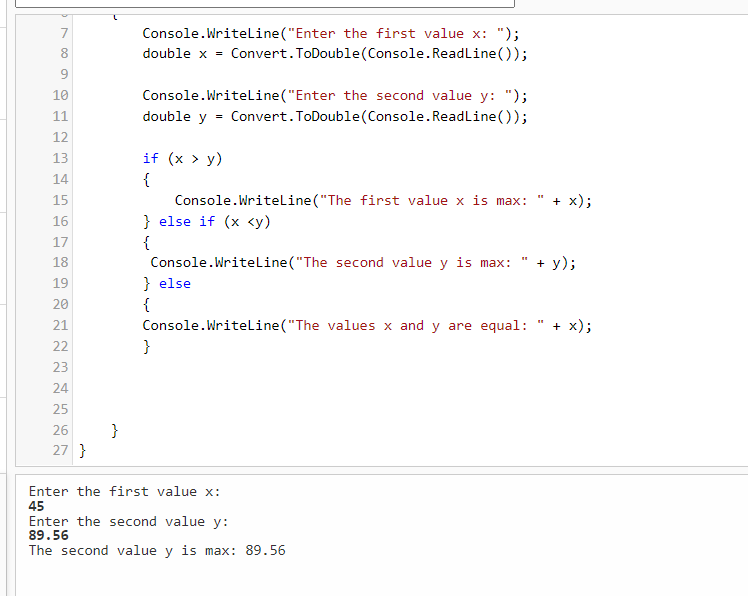 6 {
7 Console.WriteLine("Enter the first value x: ");
8 double x = Convert.ToDouble(Console.ReadLine());
9
10 Console.WriteLine("Enter the second value y: ");
11 double y = Convert.ToDouble(Console.ReadLine());
12
13 if (x > y)
14 {
15 Console.WriteLine("The first value x is max: " + x);
16 } else if (x <y)
17 {
18 Console.WriteLine("The second value y is max: " + y);
19 } else
20 {
21 Console.WriteLine("The values x and y are equal: " + x);
22 }
23
24
25
26 }
27 }
Enter the first value x:
45
Enter the second value y:
89.56
The second value y is max: 89.56